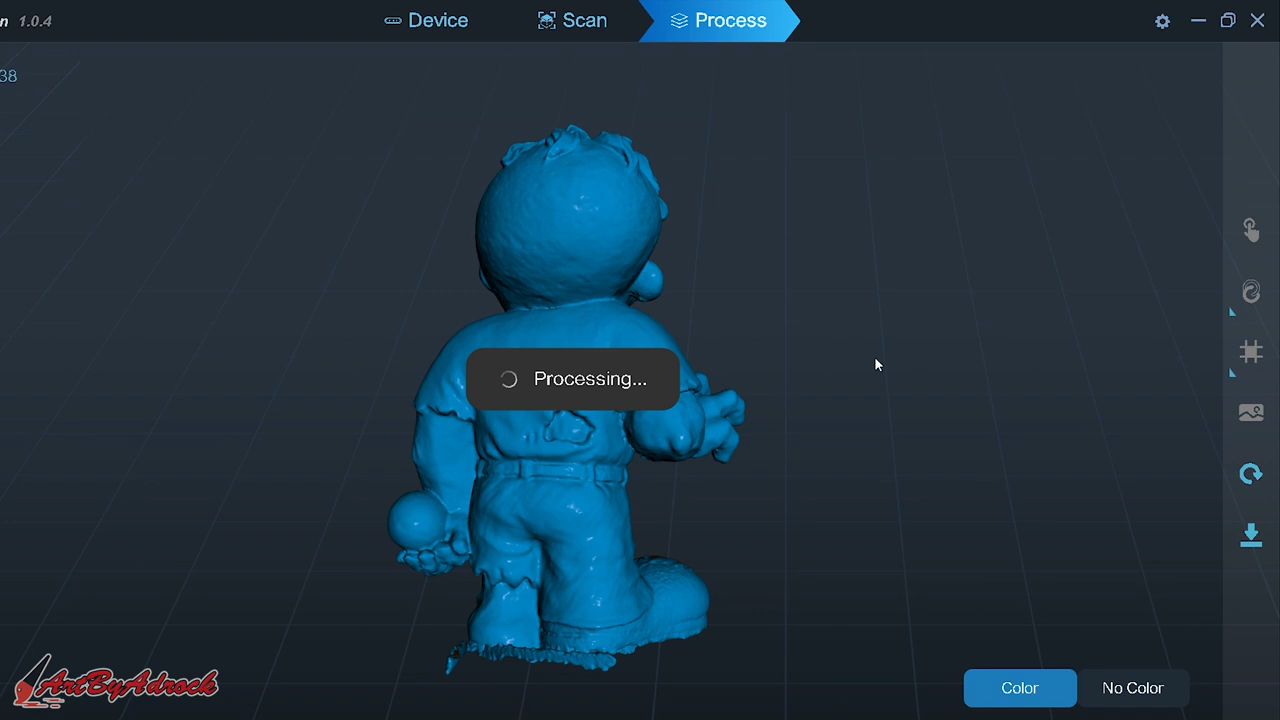 n 1.0.4
Device
Scan
Process
38
Processing...
ArtByAdrock
Color
No Color